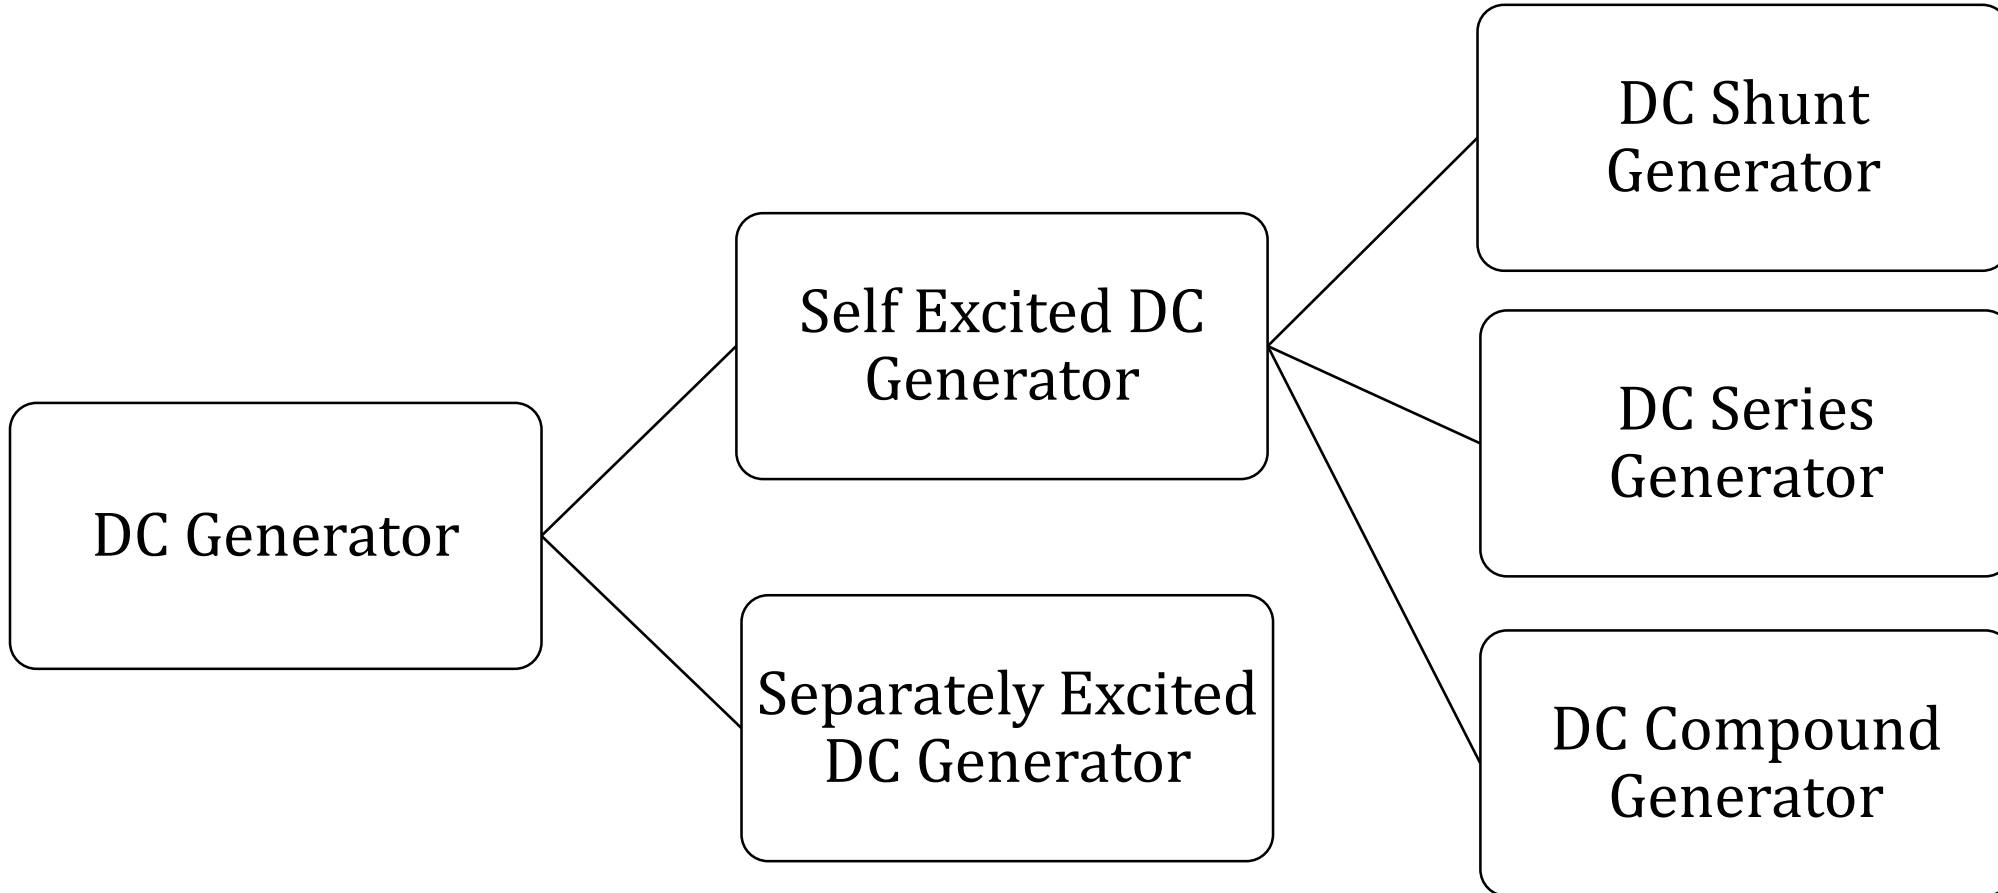 DC Generator
Self Excited DC
Generator
Separately Excited
DC Generator
DC Shunt
Generator
DC Series
Generator
DC Compound
Generator